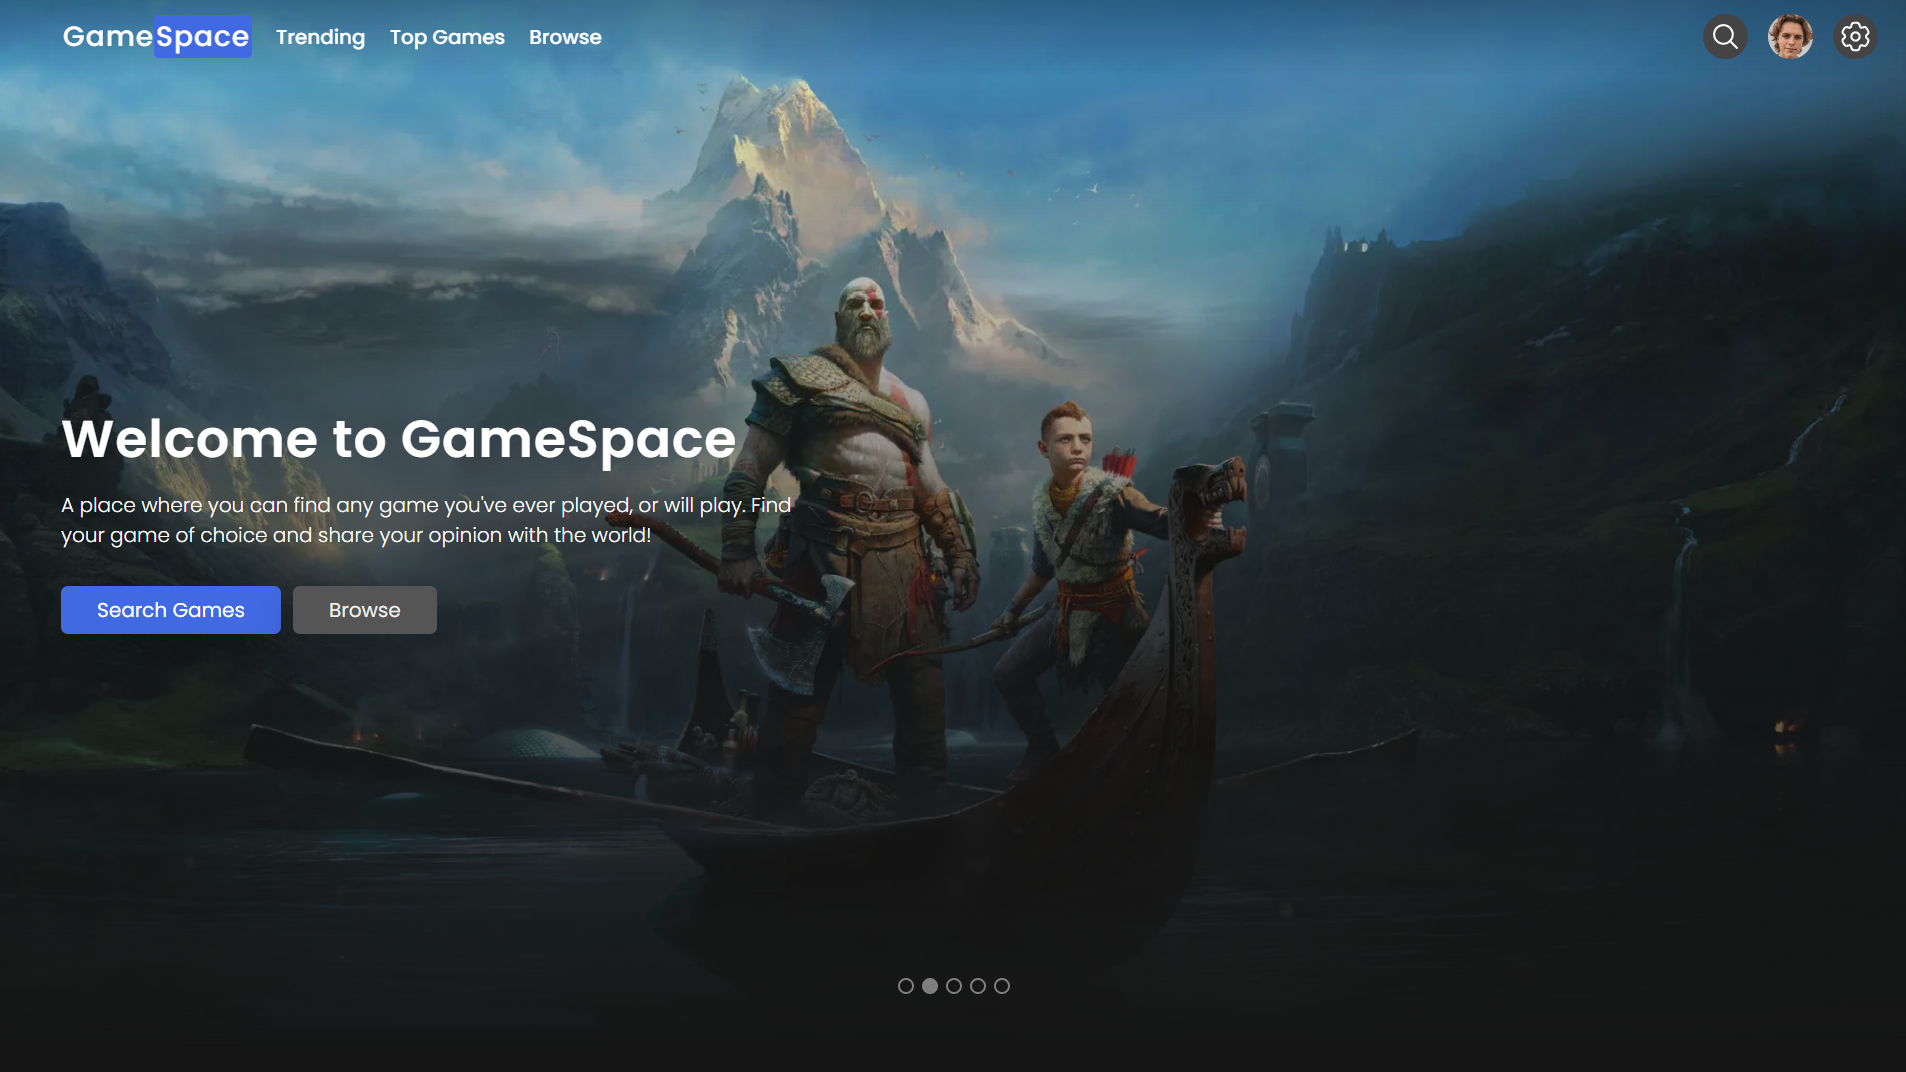 GameSpace Trending Top Games Browse
Welcome to GameSpace
A place where you can find any game you've ever played, or will play. Find
your game of choice and share your opinion with the world!
Search Games Browse